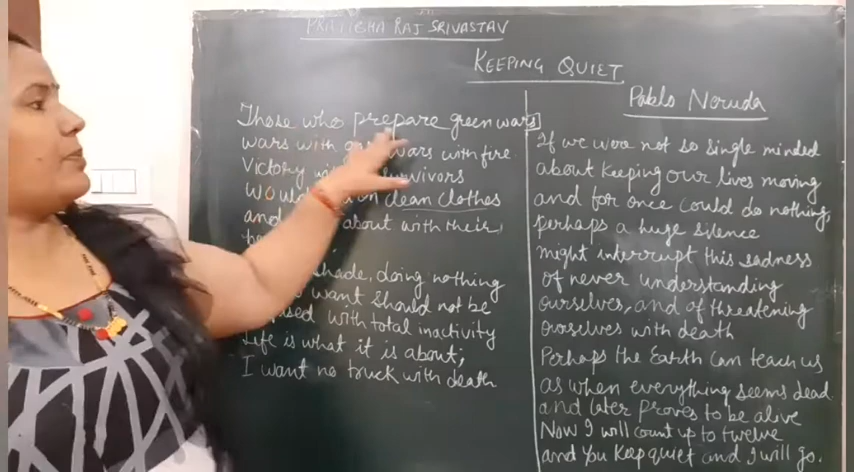 PRATIBHA RAJ SRIVASTAV
KEEPING QUIET
Pablo Noruda
Those who prepare green wars
wars with wars with fire
Victory survivors
on clean clothes
and about with their
shade, doing nothing
want should not be
with total inactivity
Life is what it is about;
I want no truck with death
If we were not so single minded
about keeping our lives moving
and for once could do nothing,
perhaps a huge silence
might interrupt this sadness
of never understanding
ourselves, and of threatening
ourselves with death
Perhaps the Earth can teach us
as when everything seems dead
and later proves to be alive
Now I will count up to twelve
and you keep quiet and I will go.